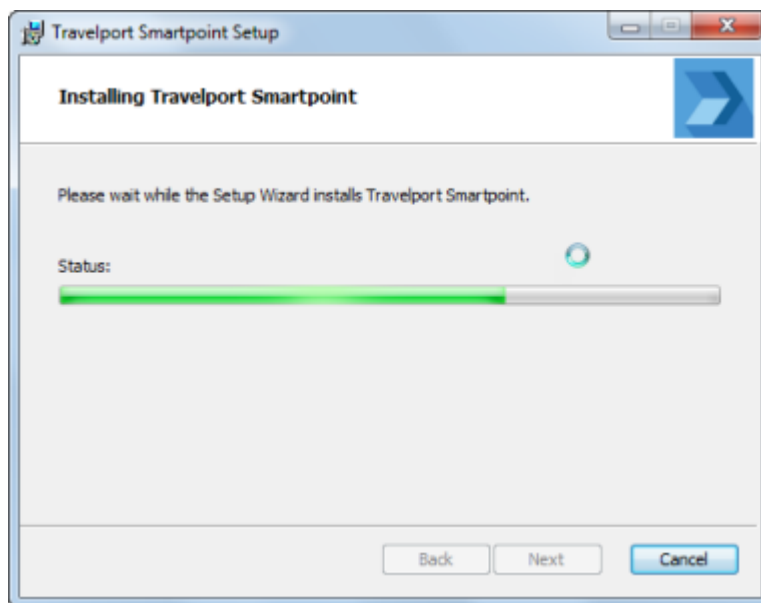 Travelport Smartpoint Setup
Installing Travelport Smartpoint
Please wait while the Setup Wizard installs Travelport Smartpoint.
Status:
Back Next Cancel